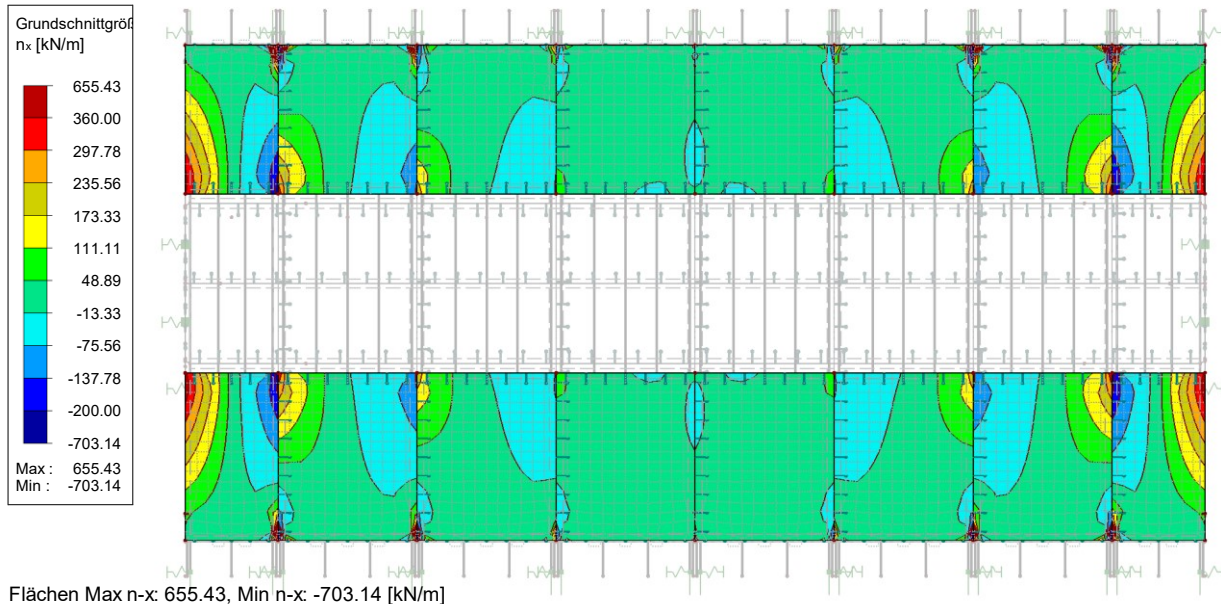 Grundschnittgröß
nx [kN/m]
655.43
360.00
297.78
235.56
173.33
111.11
48.89
-13.33
-75.56
-137.78
-200.00
-703.14
Max : 655.43
Min : -703.14
Flächen Max n-x: 655.43, Min n-x: -703.14 [kN/m]